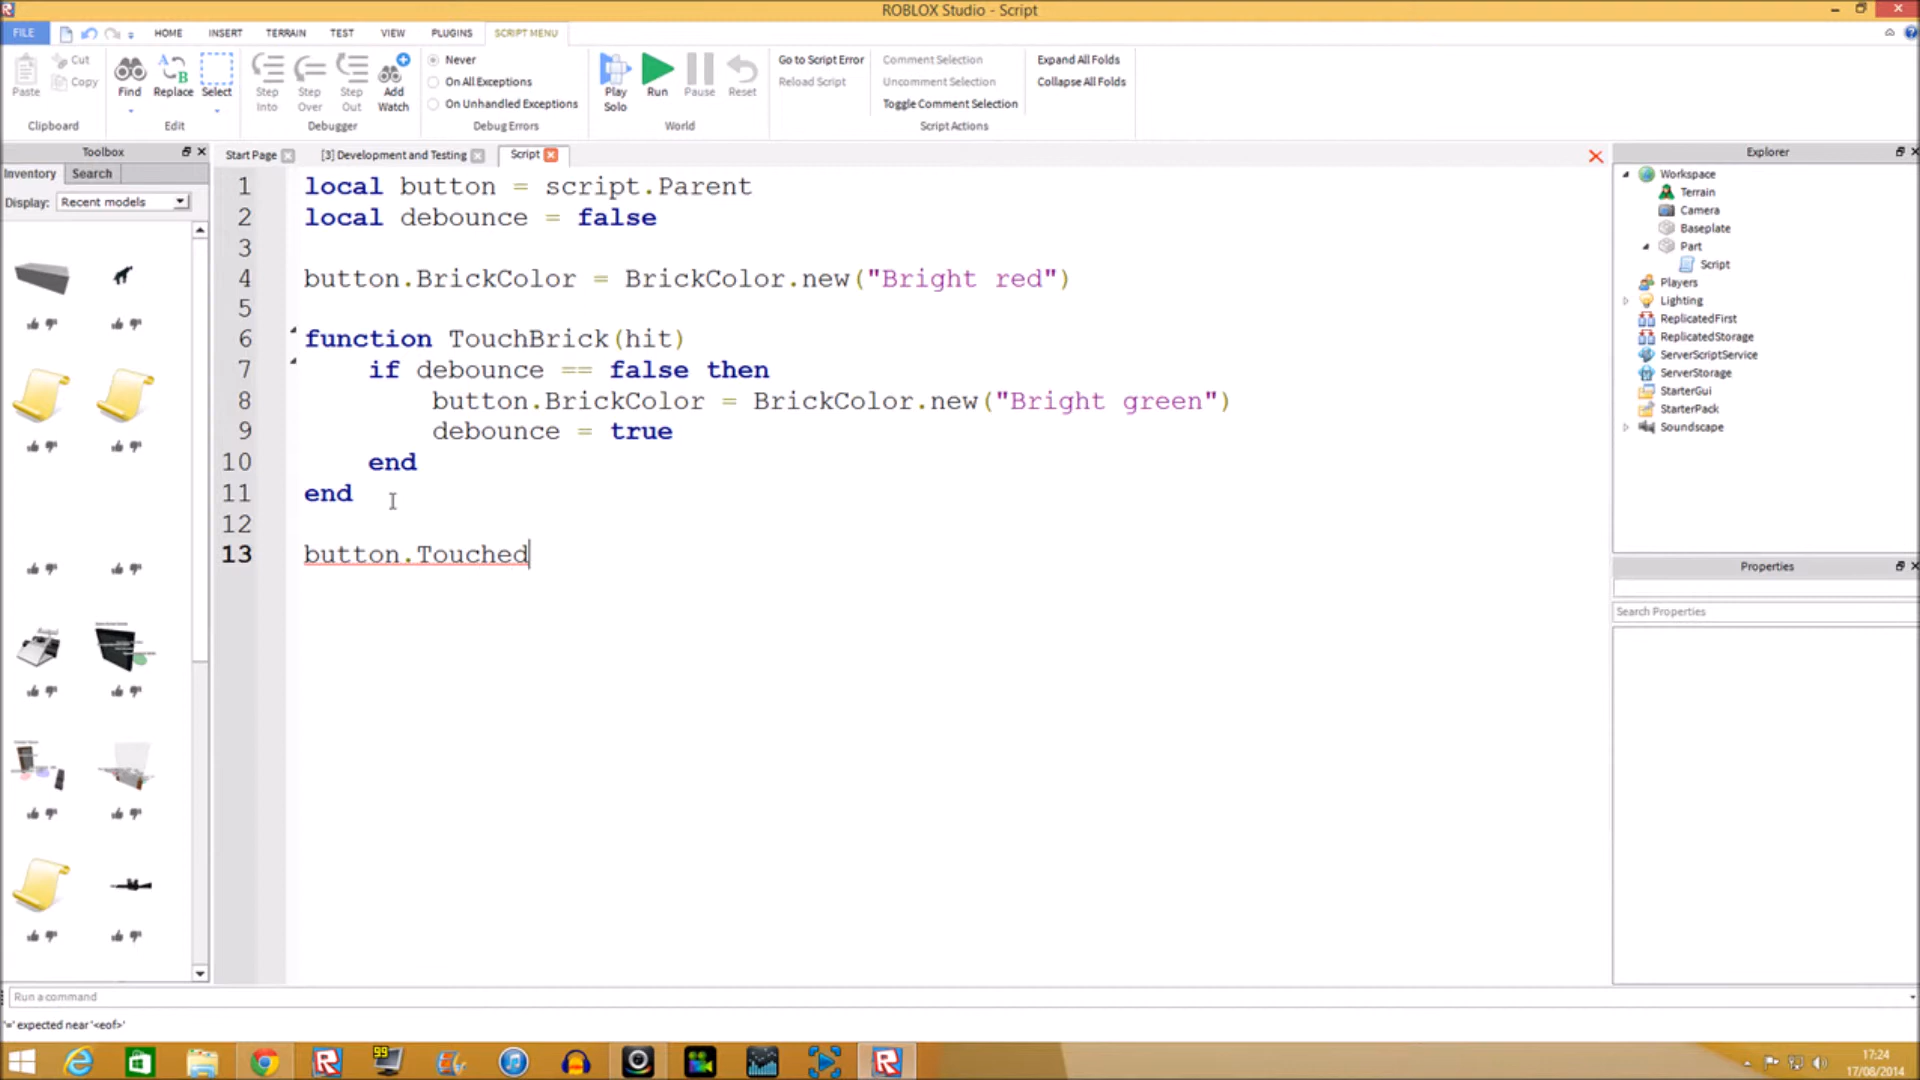 ROBLOX Studio - Script
FILE
HOME
INSERT
TERRAIN
TEST
VIEW
PLUGINS
SCRIPT MENU
Paste
Cut
Copy
Clipboard
Find
Replace
Select
Edit
Step Into
Step Over
Step Out
Add Watch
Debugger
Never
On All Exceptions
On Unhandled Exceptions
Debug Errors
Play Solo
Run
Pause
Reset
World
Go to Script Error
Reload Script
Comment Selection
Uncomment Selection
Toggle Comment Selection
Script Actions
Expand All Folds
Collapse All Folds
Toolbox
Inventory
Search
Display: Recent models
Start Page
[3] Development and Testing
Script
1 local button = script.Parent
2 local debounce = false
3
4 button.BrickColor = BrickColor.new("Bright red")
5
6 function TouchBrick(hit)
7 if debounce == false then
8 button.BrickColor = BrickColor.new("Bright green")
9 debounce = true
10 end
11 end
12
13 button.Touched
Explorer
Workspace
Terrain
Camera
Baseplate
Part
Script
Players
Lighting
ReplicatedFirst
ReplicatedStorage
ServerScriptService
ServerStorage
StarterGui
StarterPack
Soundscape
Properties
Search Properties
Run a command
'=' expected near '<eof>'
99
17:24
17/08/2014